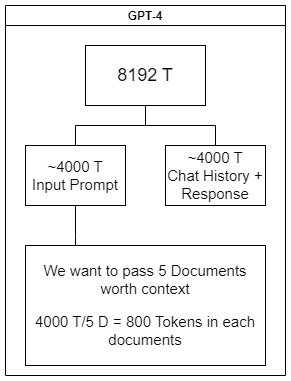 GPT-4
8192 T
~4000 T
Input Prompt
~4000 T
Chat History +
Response
We want to pass 5 Documents
worth context
4000 T/5 D = 800 Tokens in each
documents